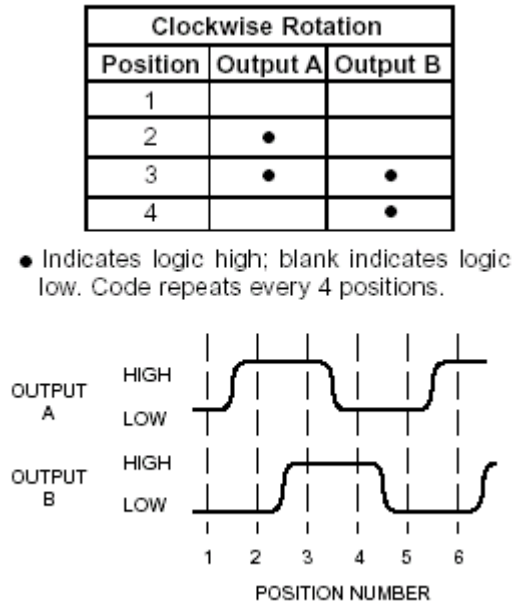 Clockwise Rotation
Position Output A Output B
1
2 ●
3 ● ●
4 ●
● Indicates logic high; blank indicates logic
low. Code repeats every 4 positions.
OUTPUT
A
HIGH
LOW
OUTPUT
B
HIGH
LOW
1 2 3 4 5 6
POSITION NUMBER